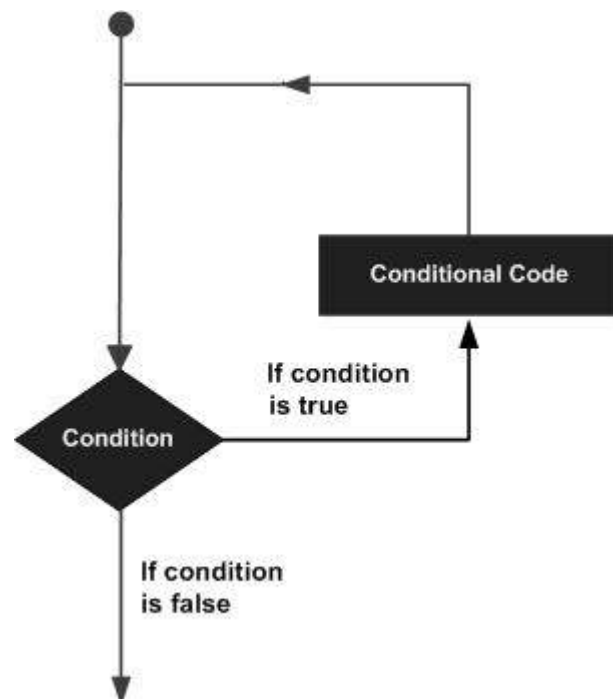 Conditional Code
If condition
is true
Condition
If condition
is false